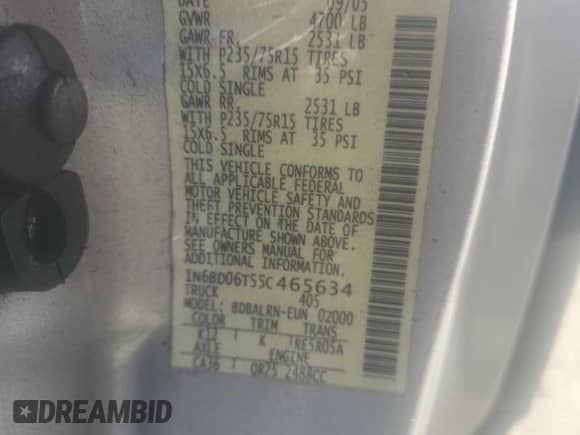 DATE 09/05
GVWR 4700 LB
GAWR FR. 2531 LB
WITH P235/75R15 TIRES
15X6.5 RIMS AT 35 PSI
COLD SINGLE
GAWR RR. 2531 LB
WITH P235/75R15 TIRES
15X6.5 RIMS AT 35 PSI
COLD SINGLE
THIS VEHICLE CONFORMS TO
ALL APPLICABLE FEDERAL
MOTOR VEHICLE SAFETY AND
THEFT PREVENTION STANDARDS
IN EFFECT ON THE DATE OF
MANUFACTURE SHOWN ABOVE.
SEE OWNERS MANUAL FOR
ADDITIONAL INFORMATION.
1N6BD06T55C465634
TRUCK 405
MODEL: BDBALRN-EUN 02000
COLOR TRIM TRANS
K RE5R05A
AXLE ENGINE
CA36 QR25 2488CC
DREAMBID